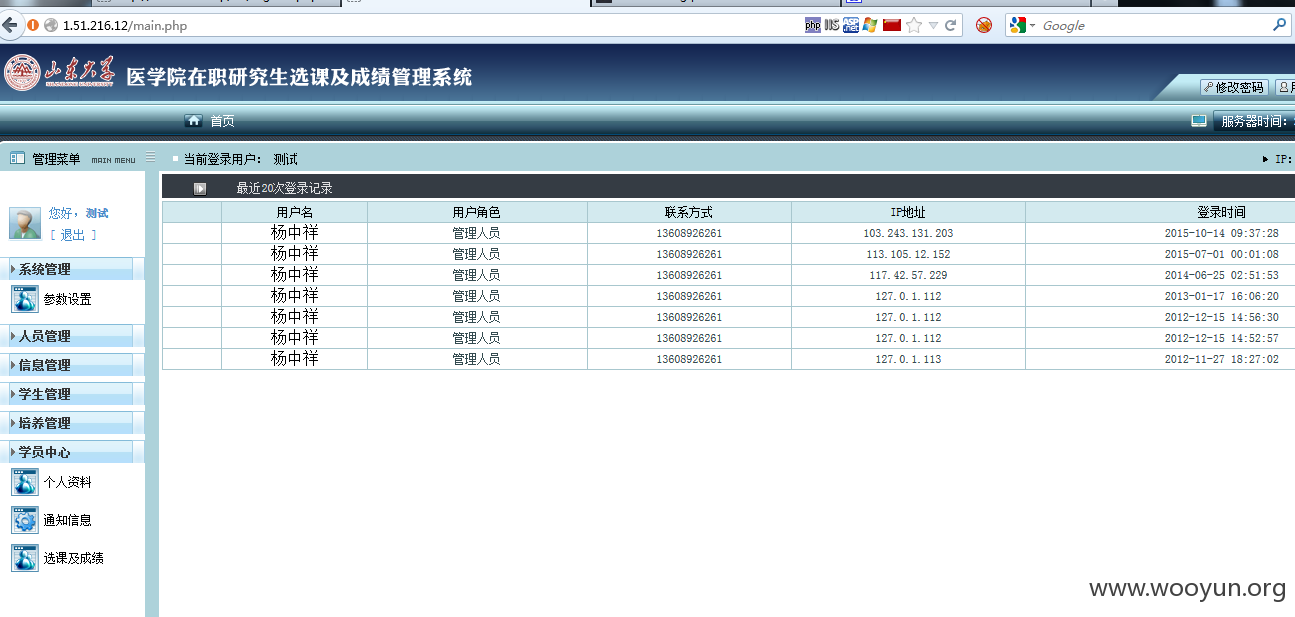 1.51.216.12/main.php
php IIS ASP .net
Google
山东大学 医学院在职研究生选课及成绩管理系统
SHANDONG UNIVERSITY
修改密码
首页
服务器时间:
管理菜单 MAIN MENU
当前登录用户: 测试
IP:
您好，测试
[ 退出 ]
系统管理
参数设置
人员管理
信息管理
学生管理
培养管理
学员中心
个人资料
通知信息
选课及成绩
最近20次登录记录
用户名 用户角色 联系方式 IP地址 登录时间
杨中祥 管理人员 13608926261 103.243.131.203 2015-10-14 09:37:28
杨中祥 管理人员 13608926261 113.105.12.152 2015-07-01 00:01:08
杨中祥 管理人员 13608926261 117.42.57.229 2014-06-25 02:51:53
杨中祥 管理人员 13608926261 127.0.1.112 2013-01-17 16:06:20
杨中祥 管理人员 13608926261 127.0.1.112 2012-12-15 14:56:30
杨中祥 管理人员 13608926261 127.0.1.112 2012-12-15 14:52:57
杨中祥 管理人员 13608926261 127.0.1.113 2012-11-27 18:27:02
www.wooyun.org